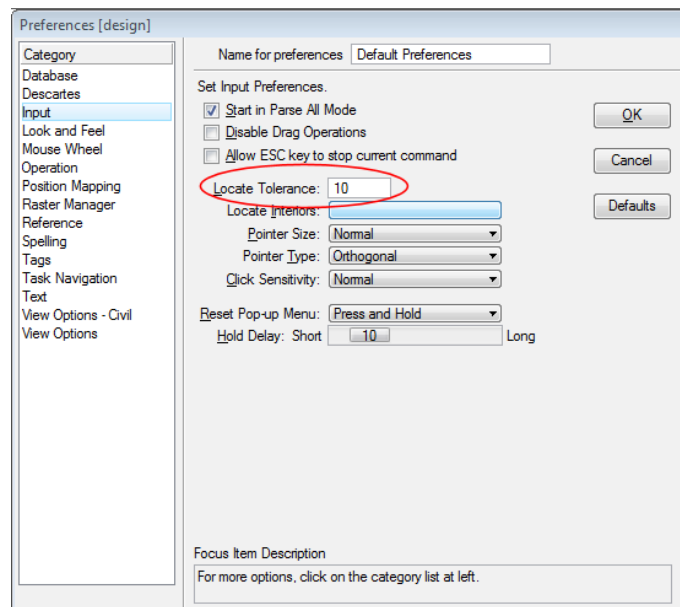 Preferences [design]
Category
Database
Descartes
Input
Look and Feel
Mouse Wheel
Operation
Position Mapping
Raster Manager
Reference
Spelling
Tags
Task Navigation
Text
View Options - Civil
View Options
Name for preferences Default Preferences
Set Input Preferences.
Start in Parse All Mode
Disable Drag Operations
Allow ESC key to stop current command
Locate Tolerance: 10
Locate Interiors:
Pointer Size: Normal
Pointer Type: Orthogonal
Click Sensitivity: Normal
Reset Pop-up Menu: Press and Hold
Hold Delay: Short 10 Long
OK
Cancel
Defaults
Focus Item Description
For more options, click on the category list at left.